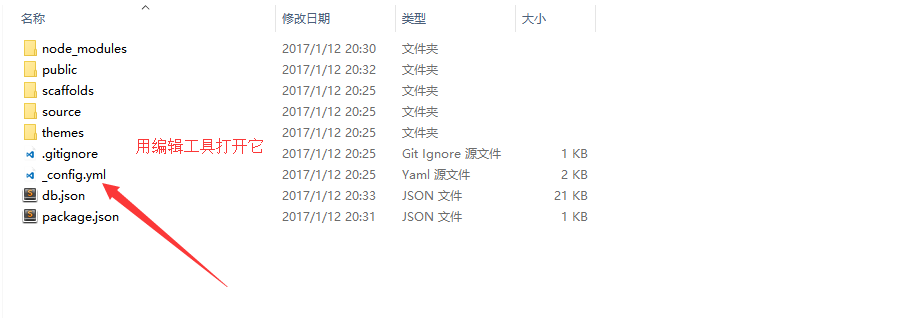 名称 修改日期 类型 大小
node_modules 2017/1/12 20:30 文件夹
public 2017/1/12 20:32 文件夹
scaffolds 2017/1/12 20:25 文件夹
source 2017/1/12 20:25 文件夹
themes 2017/1/12 20:25 文件夹
用编辑工具打开它
.gitignore 2017/1/12 20:25 Git Ignore 源文件 1 KB
_config.yml 2017/1/12 20:25 Yaml 源文件 2 KB
db.json 2017/1/12 20:33 JSON 文件 21 KB
package.json 2017/1/12 20:31 JSON 文件 1 KB